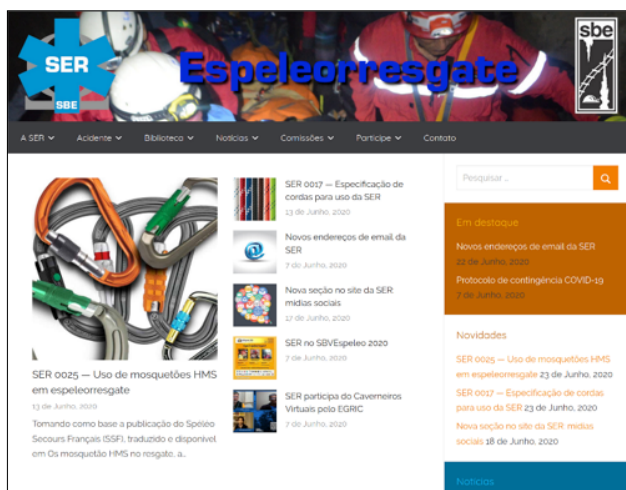 SER
SBE
Espeleorresgate
sbe
A SER
Acidente
Biblioteca
Notícias
Comissões
Participe
Contato
SER 0025 — Uso de mosquetões HMS
em espeleorresgate
13 de Junho, 2020
Tomando como base a publicação do Spéléo
Secours Français (SSF), traduzido e disponível
em Os mosquetão HMS no resgate, a…
SER 0017 — Especificação de
cordas para uso da SER
13 de Junho, 2020
Novos endereços de email da
SER
7 de Junho, 2020
Nova seção no site da SER:
mídias sociais
17 de Junho, 2020
SER no SBVEspeleo 2020
7 de Junho, 2020
SER participa do Caverneiros
Virtuais pelo EGRIC
7 de Junho, 2020
Pesquisar …
Em destaque
Novos endereços de email da SER
22 de Junho, 2020
Protocolo de contingência COVID-19
7 de Junho, 2020
Novidades
SER 0025 — Uso de mosquetões HMS
em espeleorresgate 23 de Junho, 2020
SER 0017 — Especificação de cordas
para uso da SER 23 de Junho, 2020
Nova seção no site da SER: mídias
sociais 18 de Junho, 2020
Notícias